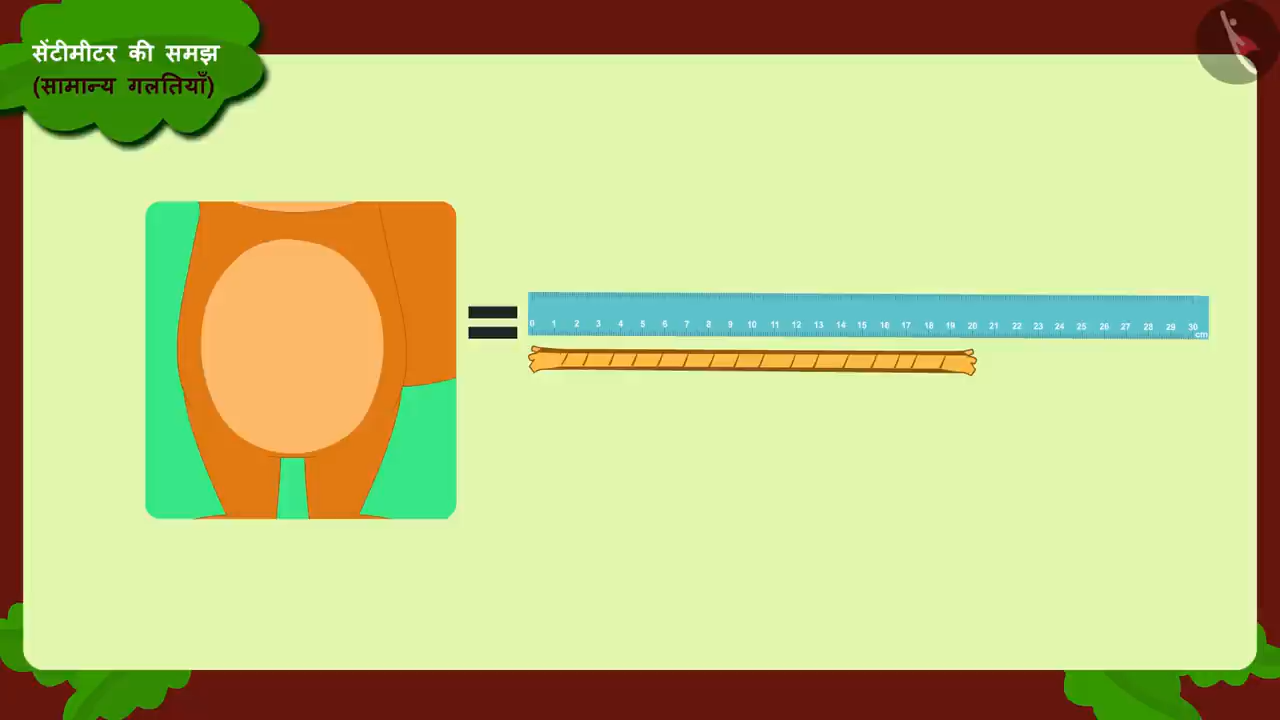 सेंटीमीटर की समझ
(सामान्य गलतियाँ)
0 1 2 3 4 5 6 7 8 9 10 11 12 13 14 15 16 17 18 19 20 21 22 23 24 25 26 27 28 29 30
cm